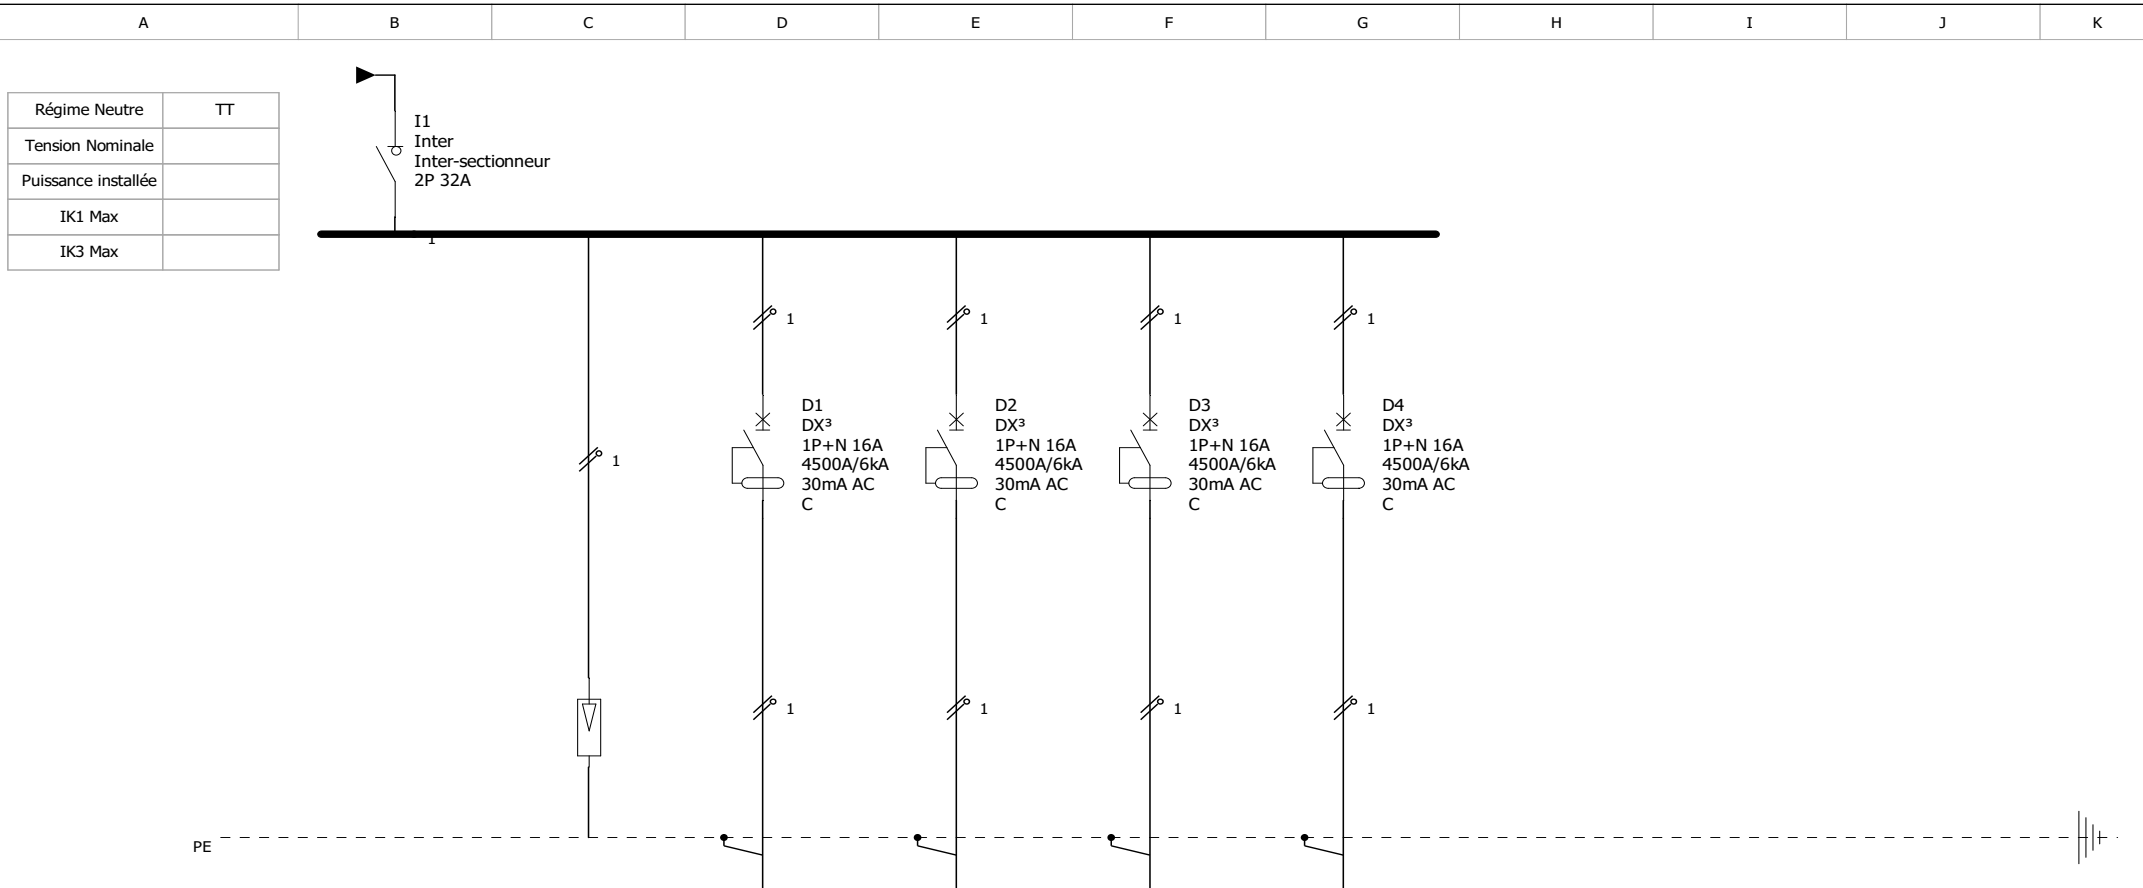 A B C D E F G H I J K
Régime Neutre TT
Tension Nominale
Puissance installée
IK1 Max
IK3 Max
I1
Inter
Inter-sectionneur
2P 32A
1
1
1
1
1
1
D1
DX³
1P+N 16A
4500A/6kA
30mA AC
C
D2
DX³
1P+N 16A
4500A/6kA
30mA AC
C
D3
DX³
1P+N 16A
4500A/6kA
30mA AC
C
D4
DX³
1P+N 16A
4500A/6kA
30mA AC
C
1
1
1
1
PE